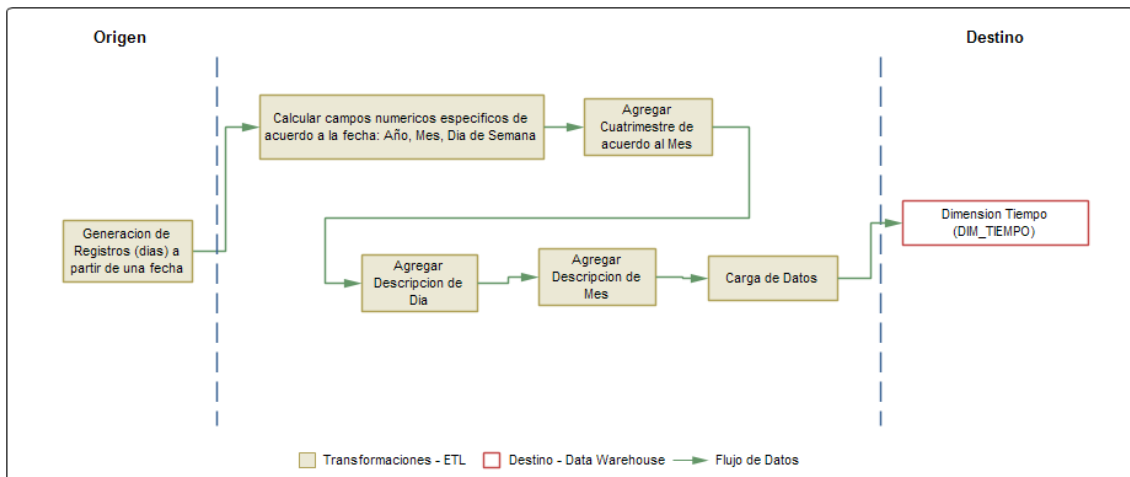 Origen
Destino
Calcular campos numericos especificos de
acuerdo a la fecha: Año, Mes, Dia de Semana
Agregar
Cuatrimestre de
acuerdo al Mes
Generacion de
Registros (dias) a
partir de una fecha
Dimension Tiempo
(DIM_TIEMPO)
Agregar
Descripcion de
Dia
Agregar
Descripcion de
Mes
Carga de Datos
Transformaciones - ETL
Destino - Data Warehouse
Flujo de Datos